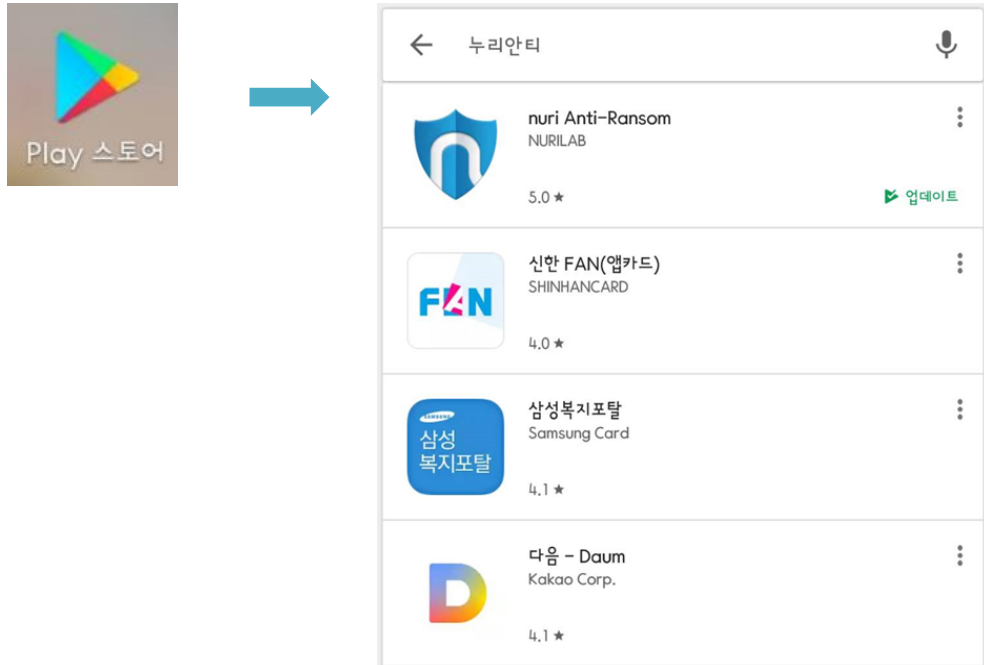 Play 스토어
누리안티
nuri Anti-Ransom
NURILAB
5.0 ★
업데이트
FAN
신한 FAN(앱카드)
SHINHANCARD
4.0 ★
SAMSUNG
삼성
복지포탈
삼성복지포탈
Samsung Card
4.1 ★
다음 - Daum
Kakao Corp.
4.1 ★